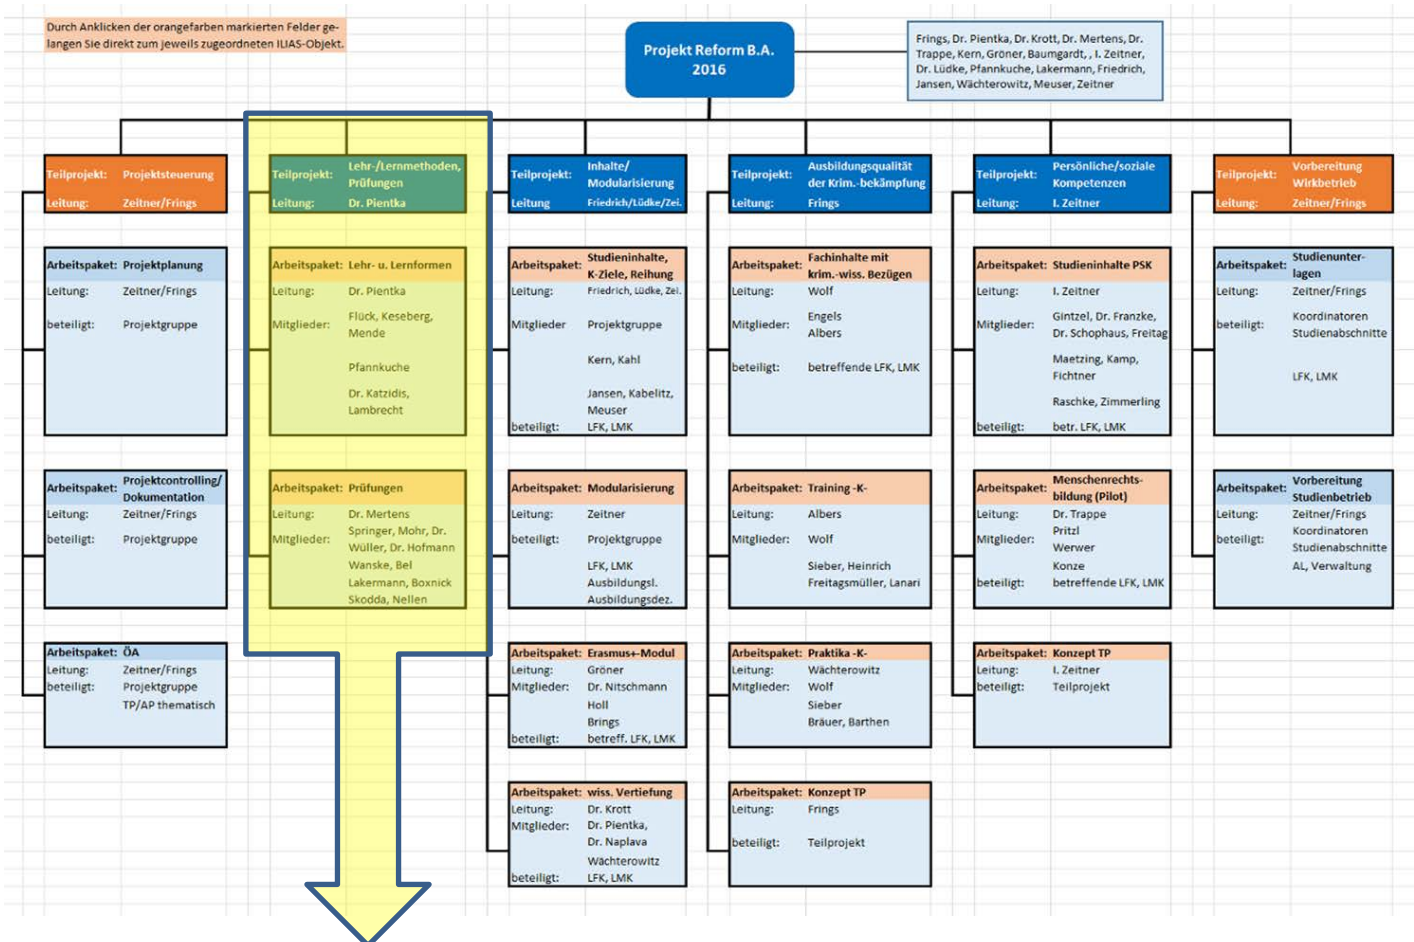 Durch Anklicken der orangefarben markierten Felder ge-
langen Sie direkt zum jeweils zugeordneten ILIAS-Objekt.
Projekt Reform B.A.
2016
Frings, Dr. Pientka, Dr. Krott, Dr. Mertens, Dr.
Trappe, Kern, Gröner, Baumgardt, , I. Zeitner,
Dr. Lüdke, Pfannkuche, Lakermann, Friedrich,
Jansen, Wächterowitz, Meuser, Zeitner
Teilprojekt: Projektsteuerung
Leitung: Zeitner/Frings
Arbeitspaket: Projektplanung
Leitung: Zeitner/Frings
beteiligt: Projektgruppe
Arbeitspaket: Projektcontrolling/
Dokumentation
Leitung: Zeitner/Frings
beteiligt: Projektgruppe
Arbeitspaket: ÖA
Leitung: Zeitner/Frings
beteiligt: Projektgruppe
TP/AP thematisch
Teilprojekt: Lehr-/Lernmethoden,
Prüfungen
Leitung: Dr. Pientka
Arbeitspaket: Lehr- u. Lernformen
Leitung: Dr. Pientka
Mitglieder: Flück, Keseberg,
Mende
Pfannkuche
Dr. Katzidis,
Lambrecht
Arbeitspaket: Prüfungen
Leitung: Dr. Mertens
Mitglieder: Springer, Mohr, Dr.
Wüller, Dr. Hofmann
Wanske, Bel
Lakermann, Boxnick
Skodda, Nellen
Teilprojekt: Inhalte/
Modularisierung
Leitung Friedrich/Lüdke/Zei.
Arbeitspaket: Studieninhalte,
K-Ziele, Reihung
Leitung: Friedrich, Lüdke, Zei.
Mitglieder Projektgruppe
Kern, Kahl
Jansen, Kabelitz,
Meuser
beteiligt: LFK, LMK
Arbeitspaket: Modularisierung
Leitung: Zeitner
beteiligt: Projektgruppe
LFK, LMK
Ausbildungsl.
Ausbildungsdez.
Arbeitspaket: Erasmus+-Modul
Leitung: Gröner
Mitglieder: Dr. Nitschmann
Holl
Brings
beteiligt: betreff. LFK, LMK
Arbeitspaket: wiss. Vertiefung
Leitung: Dr. Krott
Mitglieder: Dr. Pientka,
Dr. Naplava
Wächterowitz
beteiligt: LFK, LMK
Teilprojekt: Ausbildungsqualität
der Krim.-bekämpfung
Leitung: Frings
Arbeitspaket: Fachinhalte mit
krim.-wiss. Bezügen
Leitung: Wolf
Mitglieder: Engels
Albers
beteiligt: betreffende LFK, LMK
Arbeitspaket: Training -K-
Leitung: Albers
Mitglieder: Wolf
Sieber, Heinrich
Freitagsmüller, Lanari
Arbeitspaket: Praktika -K-
Leitung: Wächterowitz
Mitglieder: Wolf
Sieber
Bräuer, Barthen
Arbeitspaket: Konzept TP
Leitung: Frings
beteiligt: Teilprojekt
Teilprojekt: Persönliche/soziale
Kompetenzen
Leitung: I. Zeitner
Arbeitspaket: Studieninhalte PSK
Leitung: I. Zeitner
Mitglieder: Gintzel, Dr. Franzke,
Dr. Schophaus, Freitag
Maetzing, Kamp,
Fichtner
Raschke, Zimmerling
beteiligt: betr. LFK, LMK
Arbeitspaket: Menschenrechts-
bildung (Pilot)
Leitung: Dr. Trappe
Mitglieder: Pritzl
Werwer
Konze
beteiligt: betreffende LFK, LMK
Arbeitspaket: Konzept TP
Leitung: I. Zeitner
beteiligt: Teilprojekt
Teilprojekt: Vorbereitung
Wirkbetrieb
Leitung: Zeitner/Frings
Arbeitspaket: Studienunter-
lagen
Leitung: Zeitner/Frings
beteiligt: Koordinatoren
Studienabschnitte
LFK, LMK
Arbeitspaket: Vorbereitung
Studienbetrieb
Leitung: Zeitner/Frings
beteiligt: Koordinatoren
Studienabschnitte
AL, Verwaltung